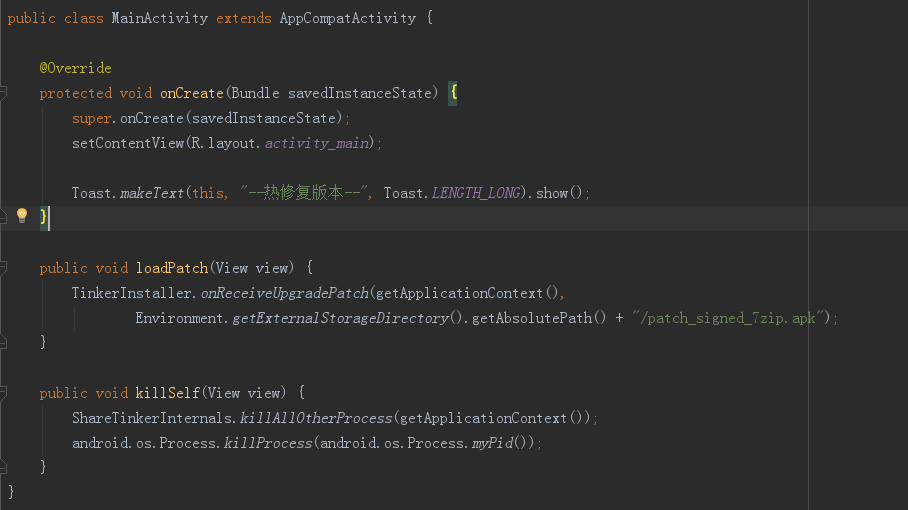 public class MainActivity extends AppCompatActivity {
@Override
protected void onCreate(Bundle savedInstanceState) {
super.onCreate(savedInstanceState);
setContentView(R.layout.activity_main);
Toast.makeText(this, "--热修复版本--", Toast.LENGTH_LONG).show();
}
public void loadPatch(View view) {
TinkerInstaller.onReceiveUpgradePatch(getApplicationContext(),
Environment.getExternalStorageDirectory().getAbsolutePath() + "/patch_signed_7zip.apk");
}
public void killSelf(View view) {
ShareTinkerInternals.killAllOtherProcess(getApplicationContext());
android.os.Process.killProcess(android.os.Process.myPid());
}
}